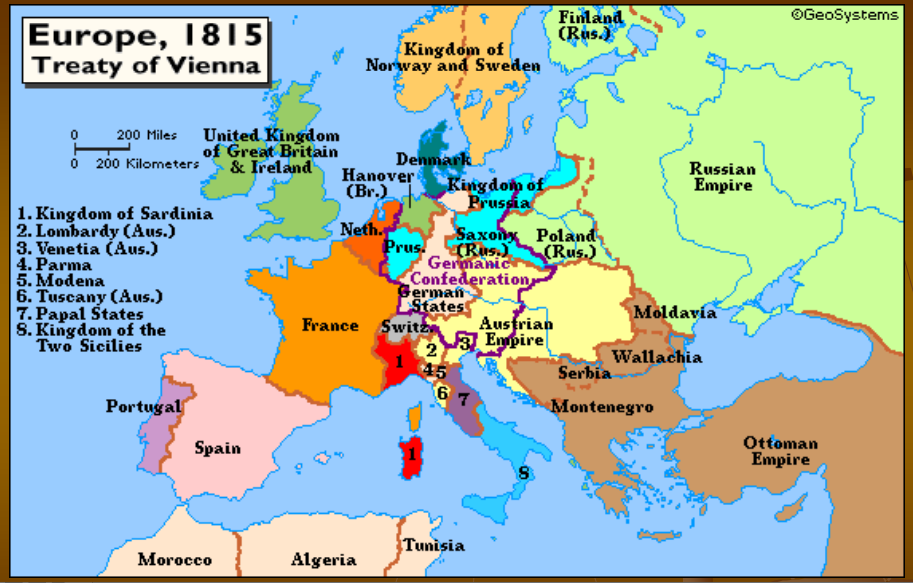 Europe, 1815
Treaty of Vienna
©GeoSystems
Finland
(Rus.)
Kingdom of
Norway and Sweden
0 200 Miles
0 200 Kilometers
United Kingdom
of Great Britain
& Ireland
Denmark
Hanover
(Br.)
Kingdom of
Prussia
Russian
Empire
1. Kingdom of Sardinia
2. Lombardy (Aus.)
3. Venetia (Aus.)
4. Parma
5. Modena
6. Tuscany (Aus.)
7. Papal States
8. Kingdom of the
Two Sicilies
Neth.
Prus.
Saxony
(Rus.)
Poland
(Rus.)
Germanic
Confederation
German
States
France
Switz.
Austrian
Empire
Moldavia
Wallachia
Serbia
Montenegro
1
2
3
4
5
6
7
Portugal
Spain
1
8
Ottoman
Empire
Morocco
Algeria
Tunisia